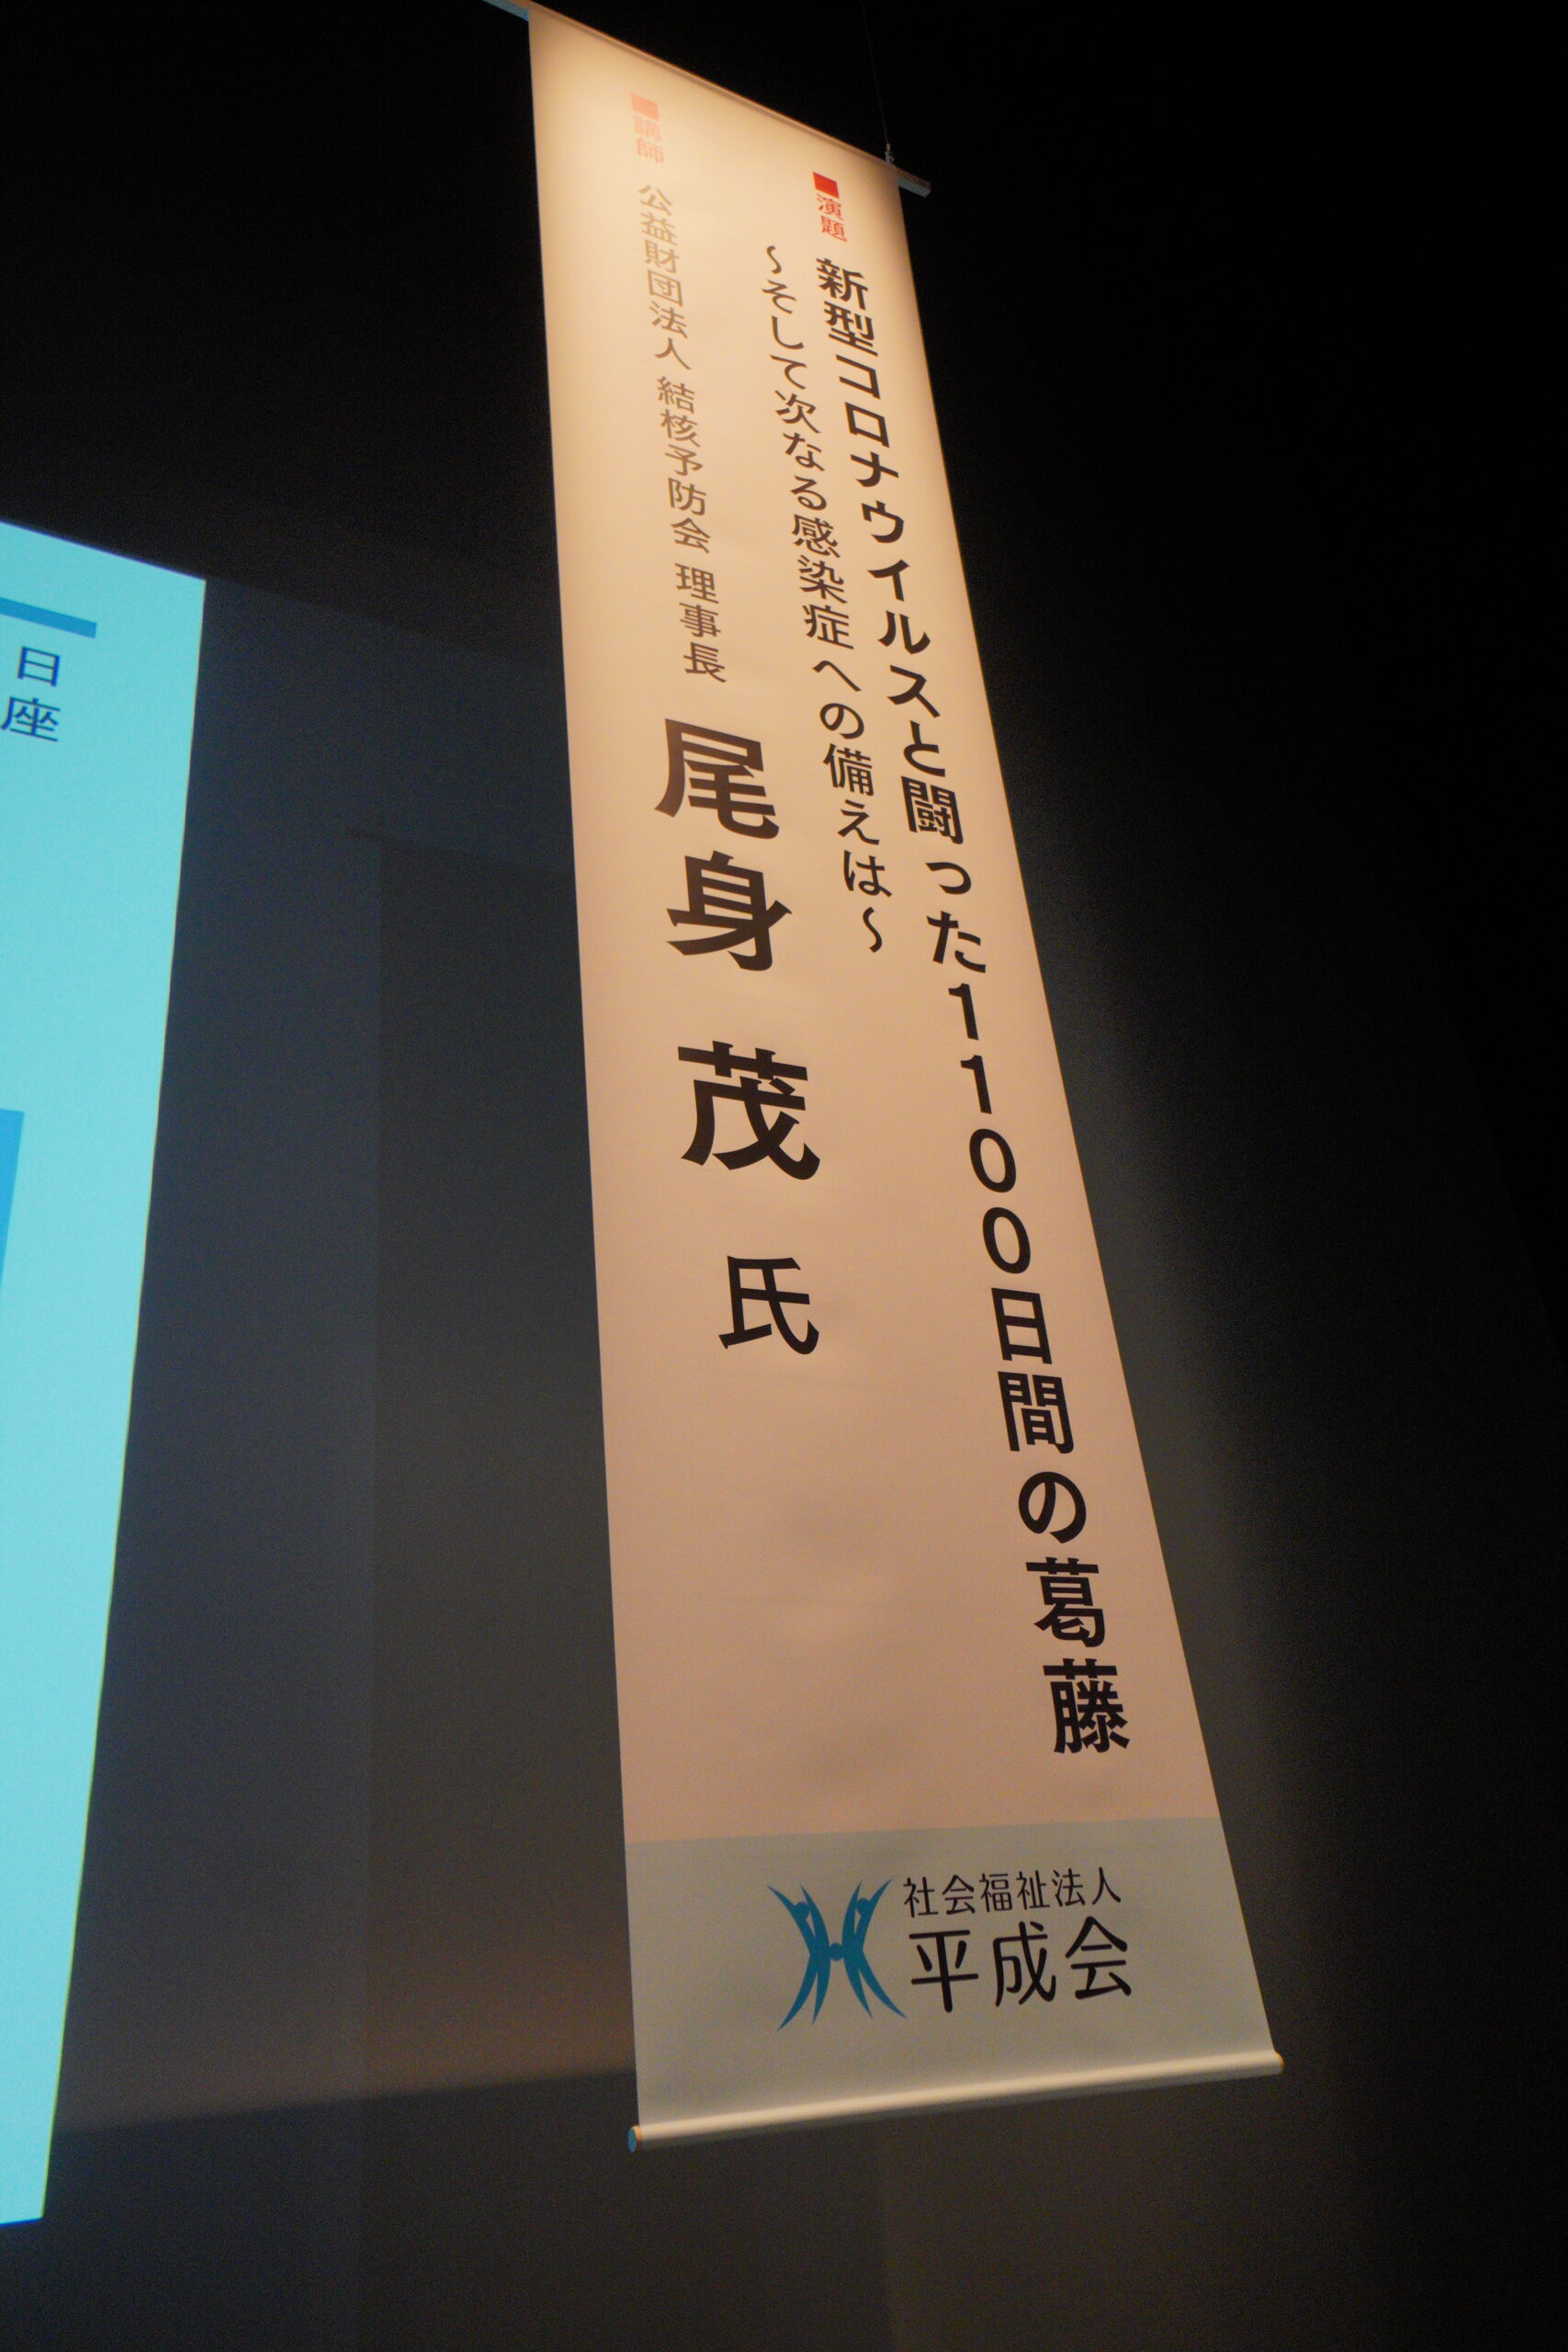 ■演題 新型コロナウイルスと闘った1100日間の葛藤
～そして次なる感染症への備えは～
■講師 公益財団法人 結核予防会 理事長 尾身 茂 氏
社会福祉法人
平成会
日
座